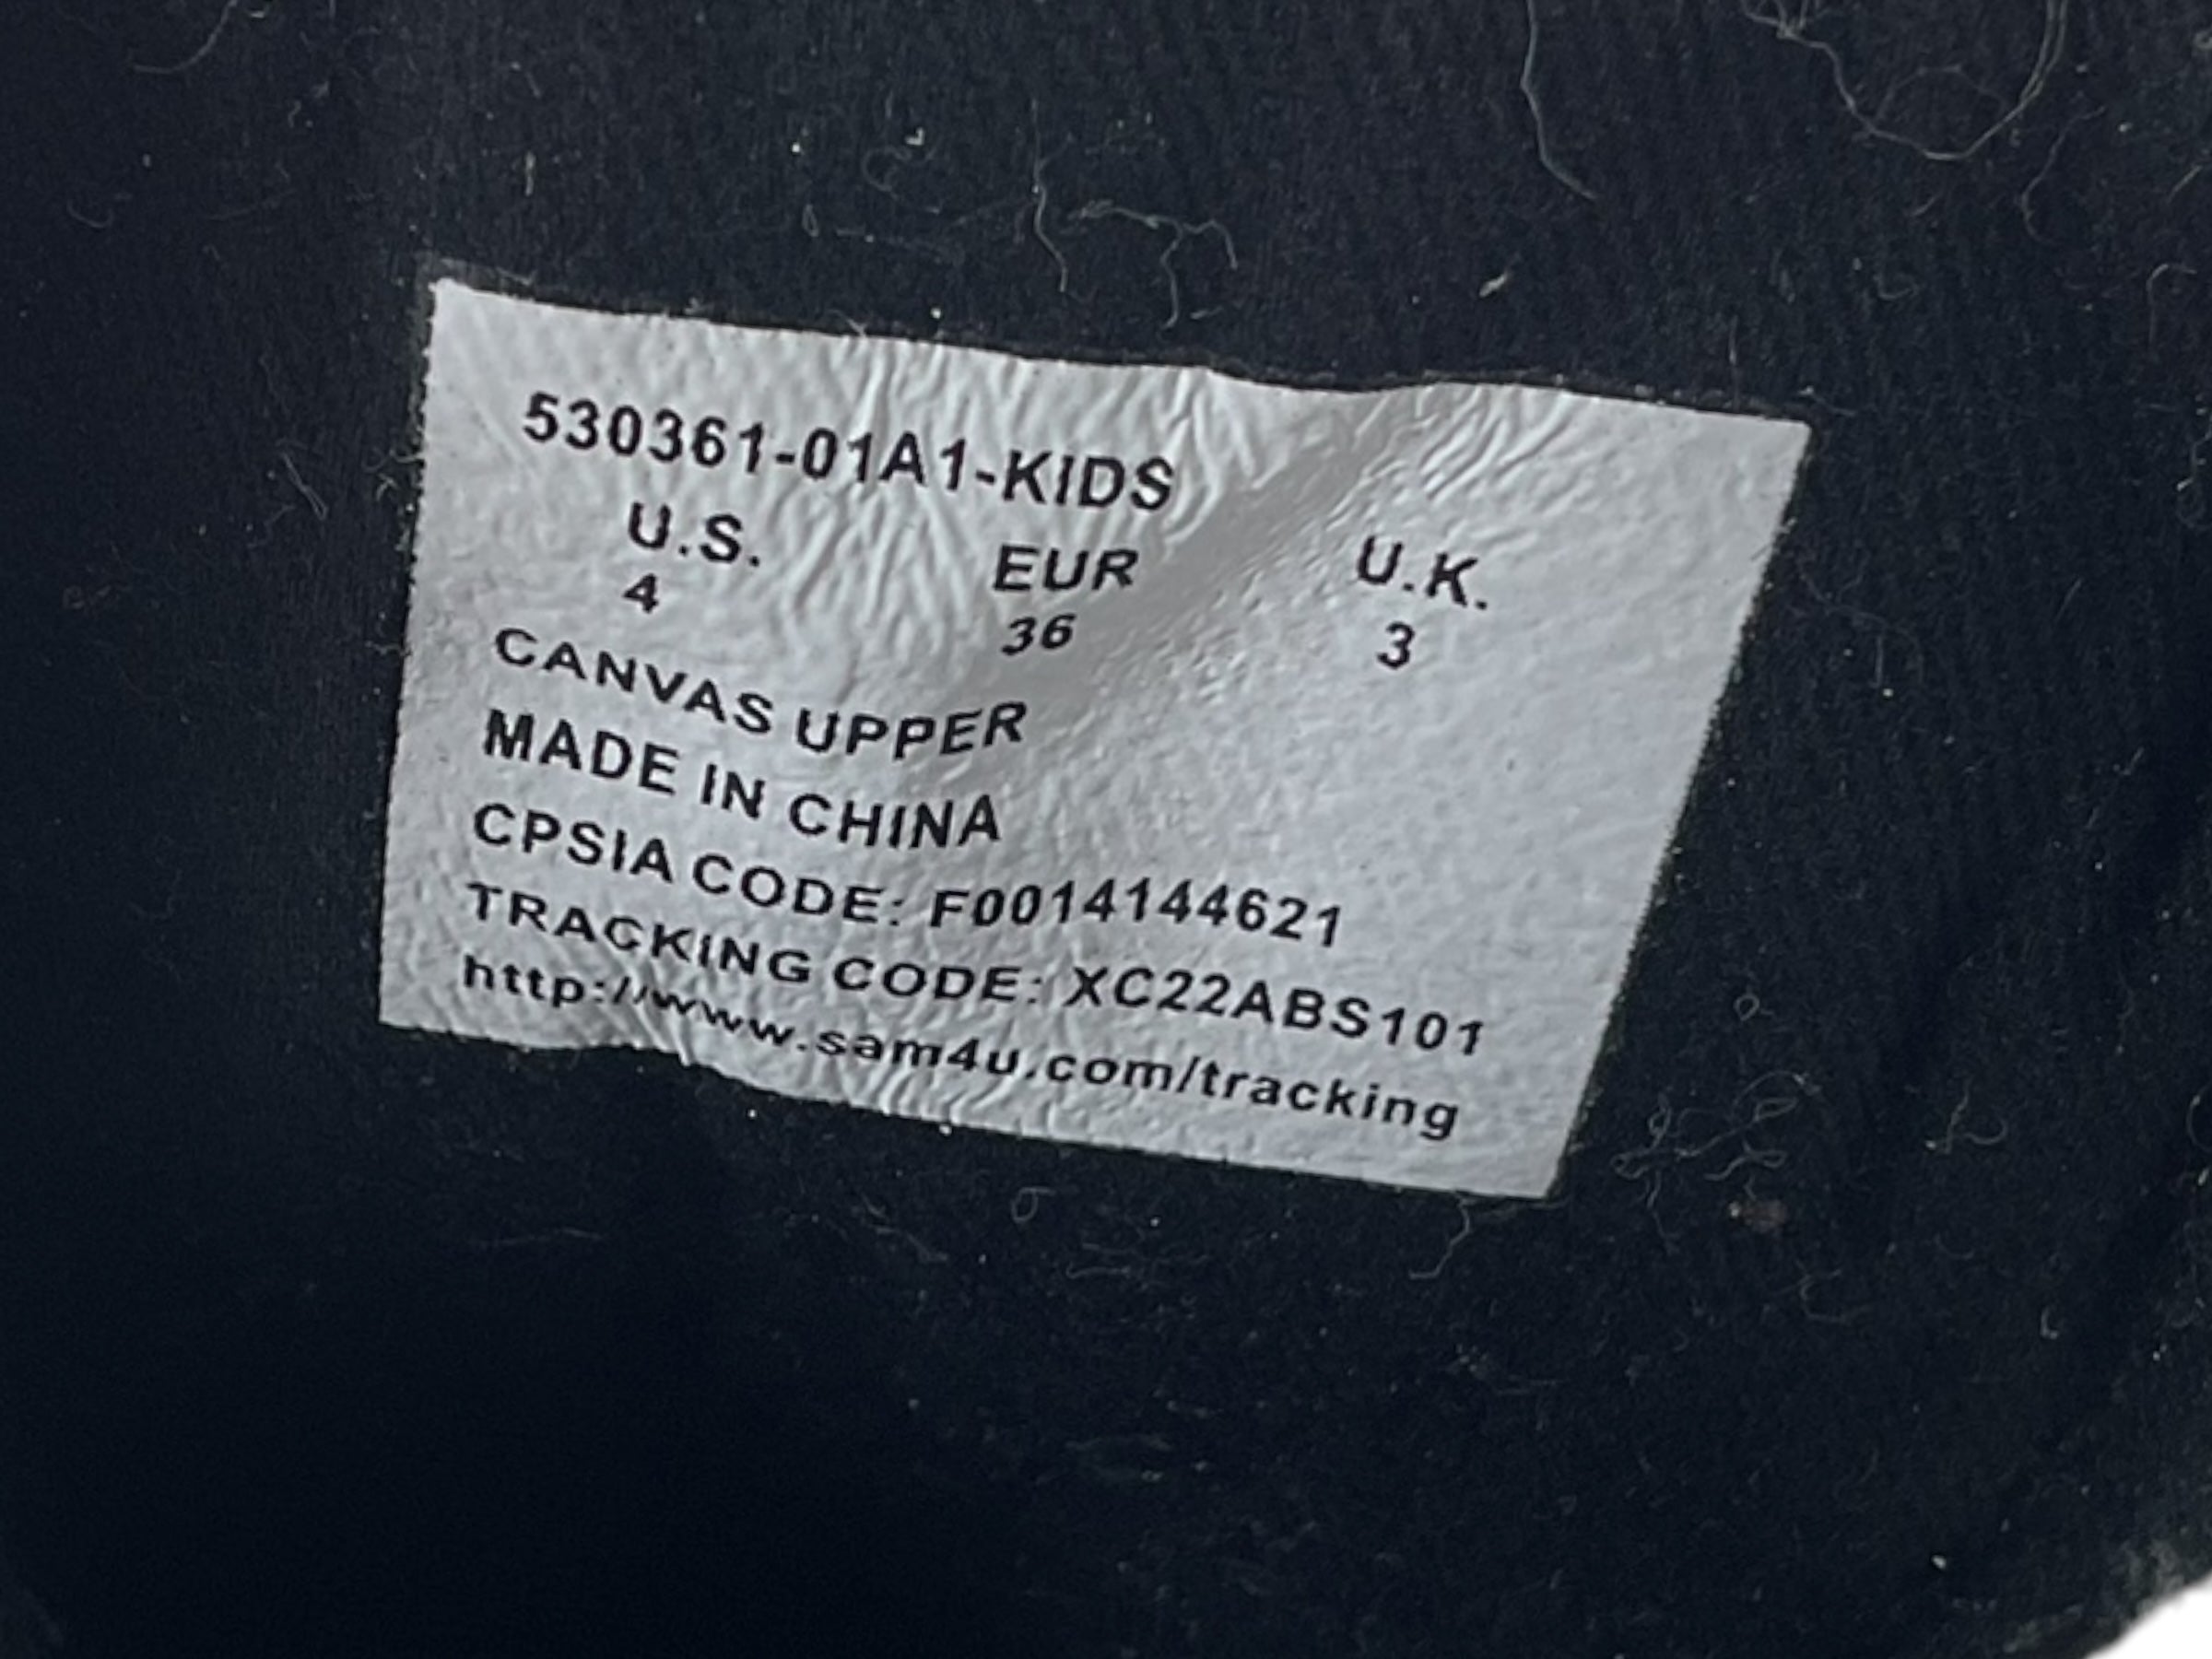 530361-01A1-KIDS
U.S. EUR U.K.
4 36 3
CANVAS UPPER
MADE IN CHINA
CPSIA CODE: F0014144621
TRACKING CODE: XC22ABS101
http://www.sam4u.com/tracking